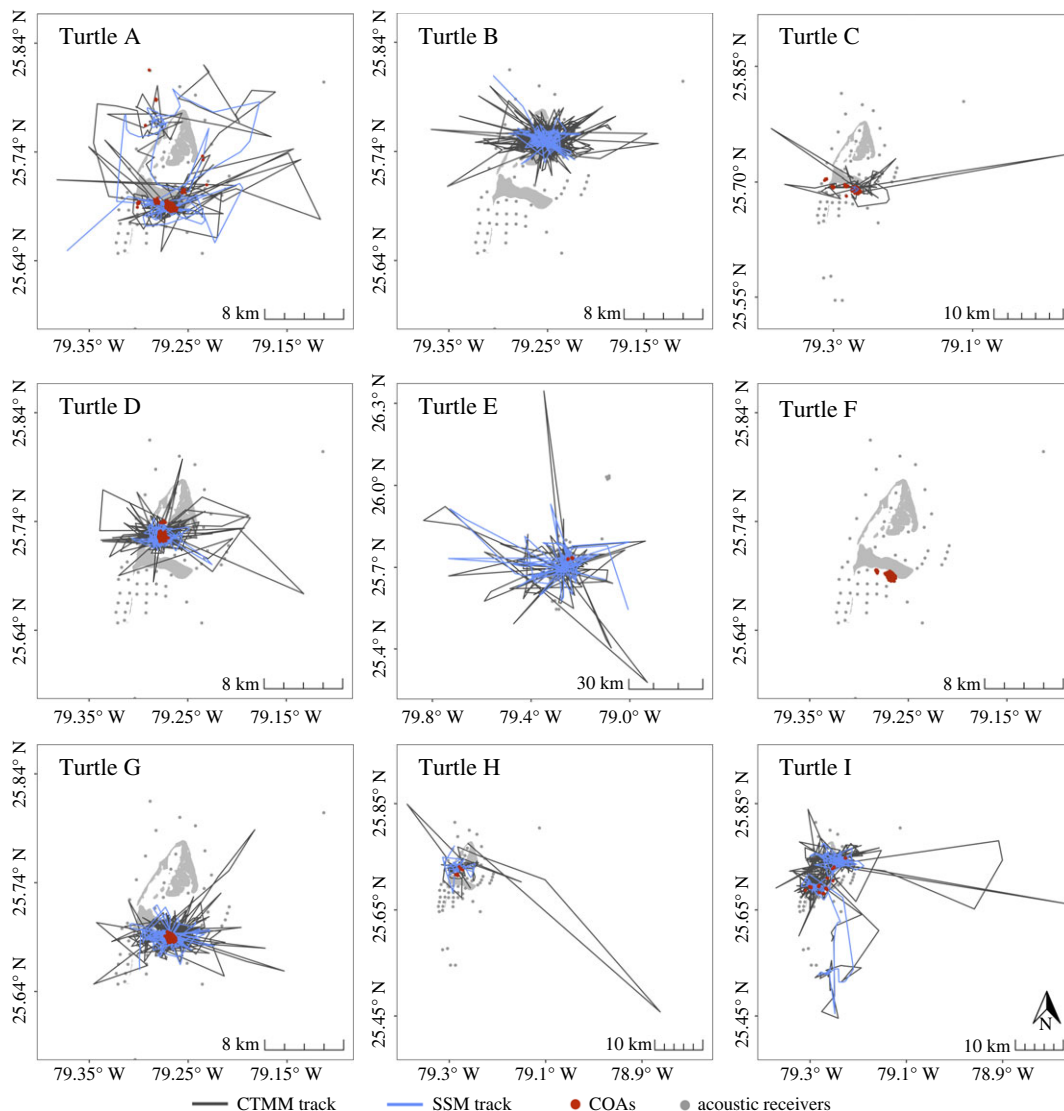 Turtle A
25.84° N
25.74° N
25.64° N
8 km
79.35° W 79.25° W 79.15° W
Turtle B
25.84° N
25.74° N
25.64° N
8 km
79.35° W 79.25° W 79.15° W
Turtle C
25.85° N
25.70° N
25.55° N
10 km
79.3° W 79.1° W
Turtle D
25.84° N
25.74° N
25.64° N
8 km
79.35° W 79.25° W 79.15° W
Turtle E
26.3° N
26.0° N
25.7° N
25.4° N
30 km
79.8° W 79.4° W 79.0° W
Turtle F
25.84° N
25.74° N
25.64° N
8 km
79.35° W 79.25° W 79.15° W
Turtle G
25.84° N
25.74° N
25.64° N
8 km
79.35° W 79.25° W 79.15° W
Turtle H
25.85° N
25.65° N
25.45° N
10 km
79.3° W 79.1° W 78.9° W
Turtle I
25.85° N
25.65° N
25.45° N
N
10 km
79.3° W 79.1° W 78.9° W
CTMM track SSM track COAs acoustic receivers